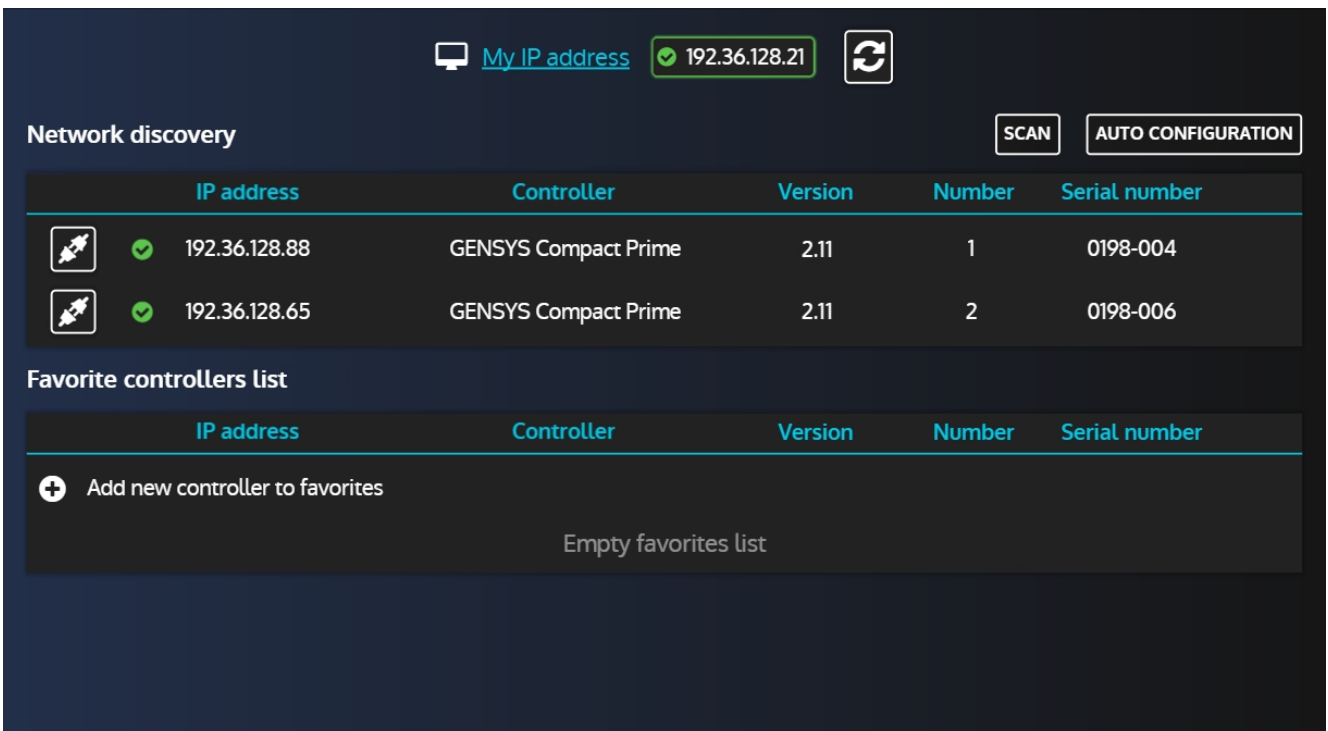 My IP address 192.36.128.21
Network discovery SCAN AUTO CONFIGURATION
IP address Controller Version Number Serial number
192.36.128.88 GENSYS Compact Prime 2.11 1 0198-004
192.36.128.65 GENSYS Compact Prime 2.11 2 0198-006
Favorite controllers list
IP address Controller Version Number Serial number
Add new controller to favorites
Empty favorites list